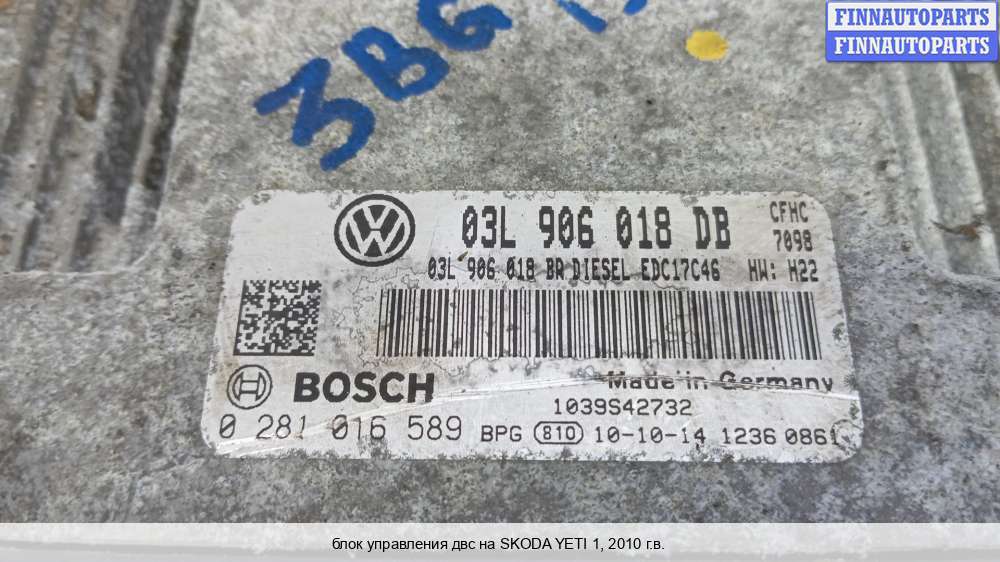 FINNAUTOPARTS
FINNAUTOPARTS
3BG
03L 906 018 DB
CFHC
7098
03L 906 018 BR DIESEL EDC17C46 HW: H22
BOSCH
Made in Germany
1039S42732
0 281 016 589
BPG 810 10-10-14 1236 0861
блок управления двс на SKODA YETI 1, 2010 г.в.